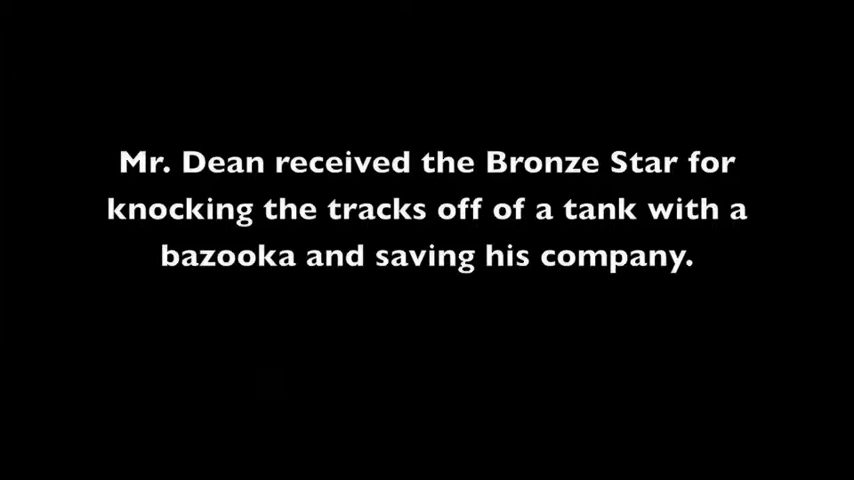 Mr. Dean received the Bronze Star for
knocking the tracks off of a tank with a
bazooka and saving his company.